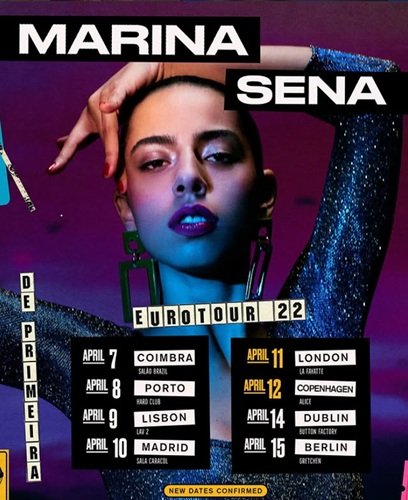 MARINA
SENA
DE PRIMEIRA
EUROTOUR 22
APRIL 7 COIMBRA
SALÃO BRAZIL
APRIL 8 PORTO
HARD CLUB
APRIL 9 LISBON
LAV 2
APRIL 10 MADRID
SALA CARACOL
APRIL 11 LONDON
LA FAYATTE
APRIL 12 COPENHAGEN
ALICE
APRIL 14 DUBLIN
BUTTON FACTORY
APRIL 15 BERLIN
GRETCHEN
NEW DATES CONFIRMED